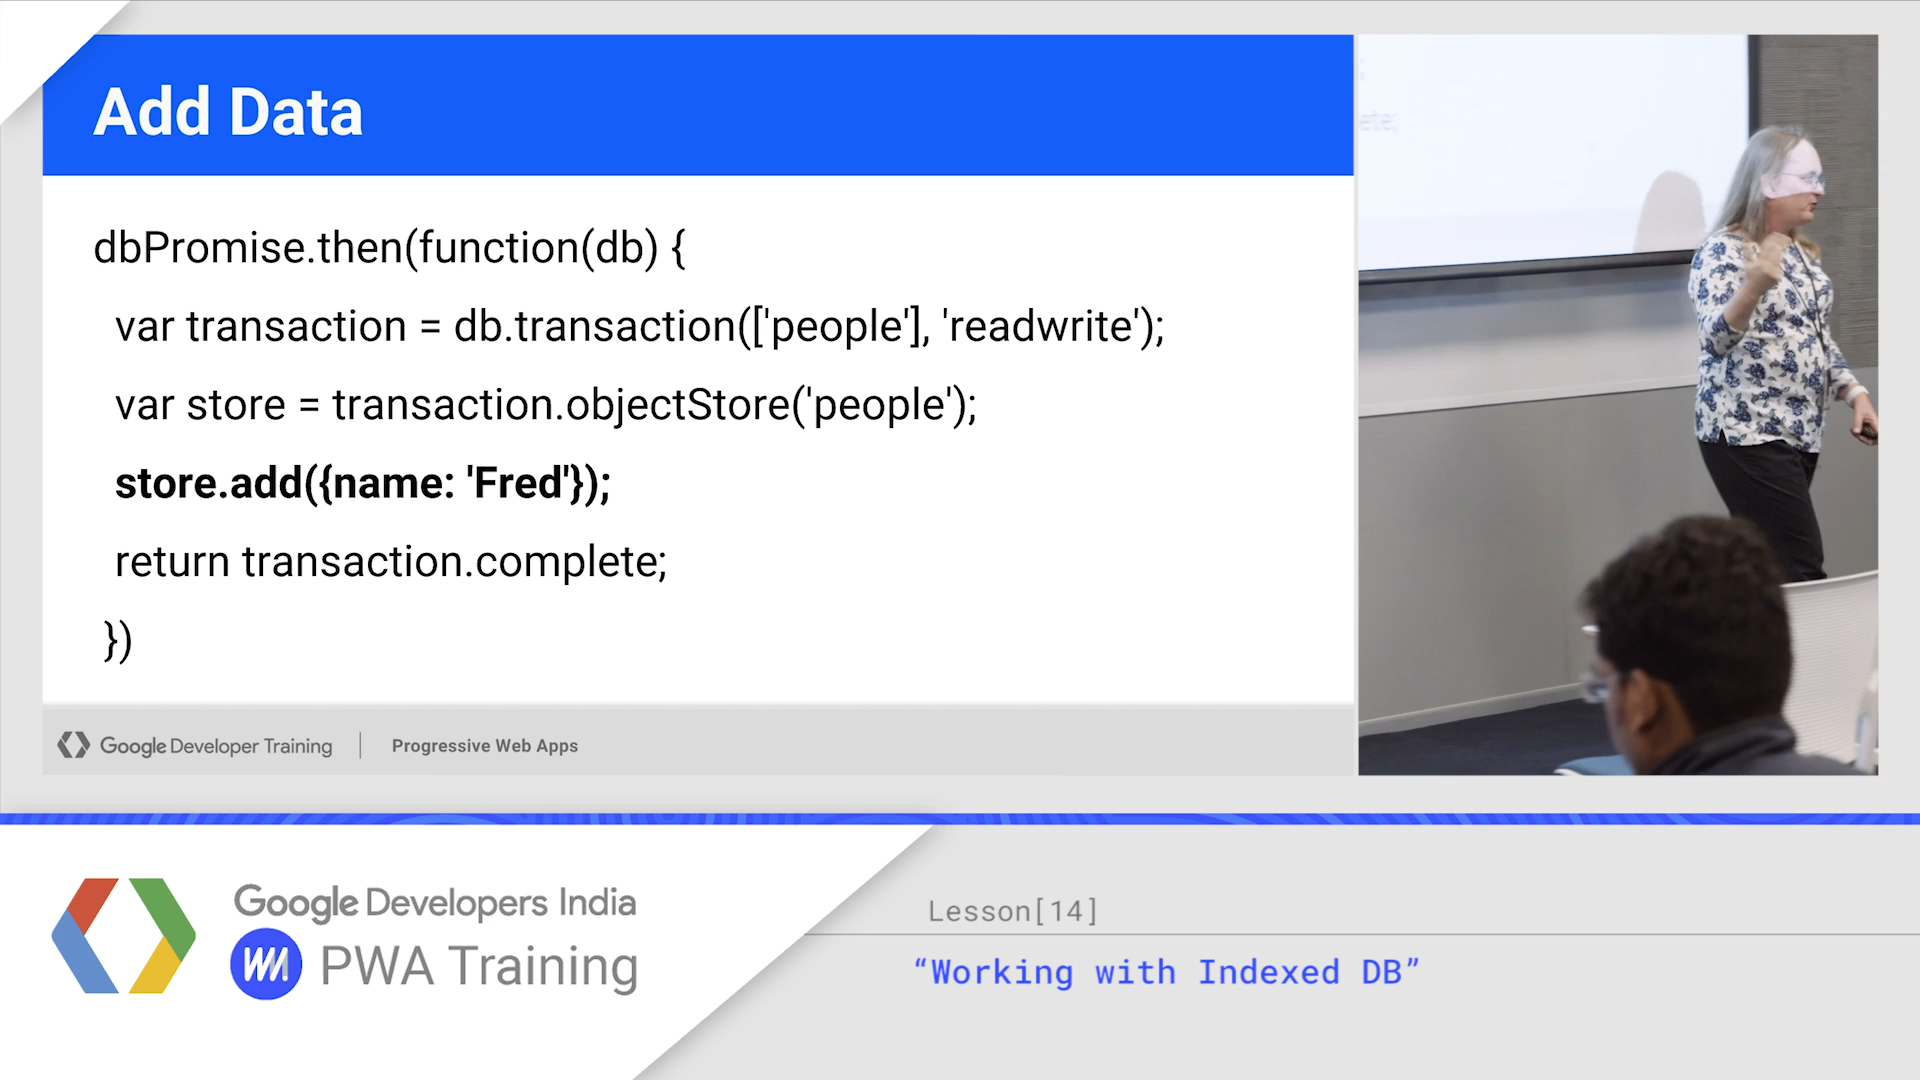 Add Data
dbPromise.then(function(db) {
var transaction = db.transaction(['people'], 'readwrite');
var store = transaction.objectStore('people');
store.add({name: 'Fred'});
return transaction.complete;
})
Google Developer Training | Progressive Web Apps
Google Developers India
PWA Training
Lesson[14]
“Working with Indexed DB”